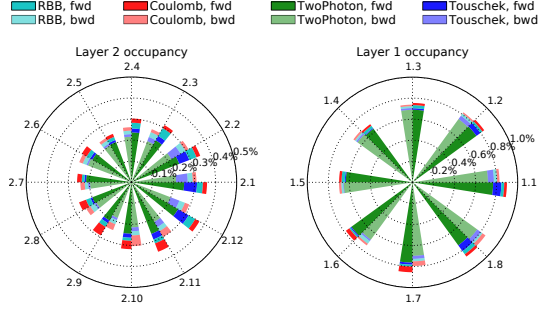 RBB, fwd Coulomb, fwd TwoPhoton, fwd Touschek, fwd
RBB, bwd Coulomb, bwd TwoPhoton, bwd Touschek, bwd
Layer 2 occupancy Layer 1 occupancy
2.4
2.5 2.3
2.6 2.2
2.7 2.1
2.8 2.12
2.9 2.11
2.10
0.1% 0.2% 0.3% 0.4% 0.5%
1.3
1.4 1.2
1.5 1.1
1.6 1.8
1.7
0.2% 0.4% 0.6% 0.8% 1.0%